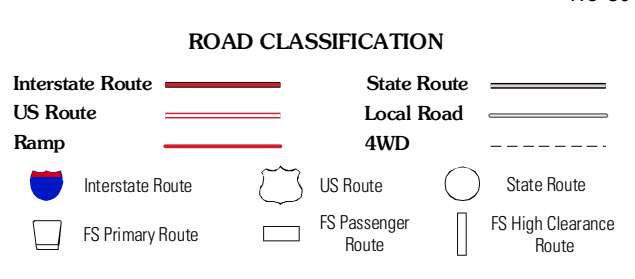 ROAD CLASSIFICATION
Interstate Route
State Route
US Route
Local Road
Ramp
4WD
Interstate Route
US Route
State Route
FS Primary Route
FS Passenger
Route
FS High Clearance
Route